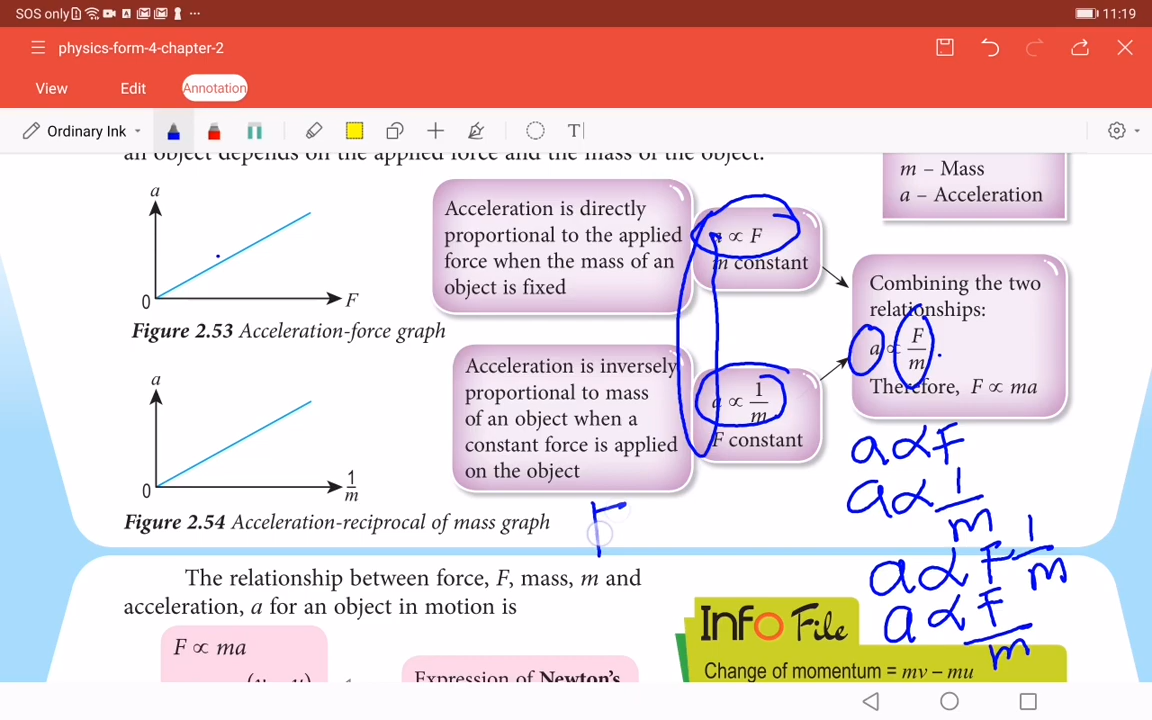 SOS only 11:19
physics-form-4-chapter-2
View Edit Annotation
Ordinary Ink T
an object depends on the applied force and the mass of the object.
m – Mass
a – Acceleration
a
0 F
Figure 2.53 Acceleration-force graph
Acceleration is directly
proportional to the applied
force when the mass of an
object is fixed
a ∝ F
m constant
Combining the two
relationships:
a ∝ F/m
Therefore, F ∝ ma
a
0 1/m
Figure 2.54 Acceleration-reciprocal of mass graph
Acceleration is inversely
proportional to mass
of an object when a
constant force is applied
on the object
a ∝ 1/m
F constant
a ∝ F
a ∝ 1/m
a ∝ F · 1/m
a ∝ F/m
F
The relationship between force, F, mass, m and
acceleration, a for an object in motion is
F ∝ ma
Expression of Newton's
Info File
Change of momentum = mv – mu